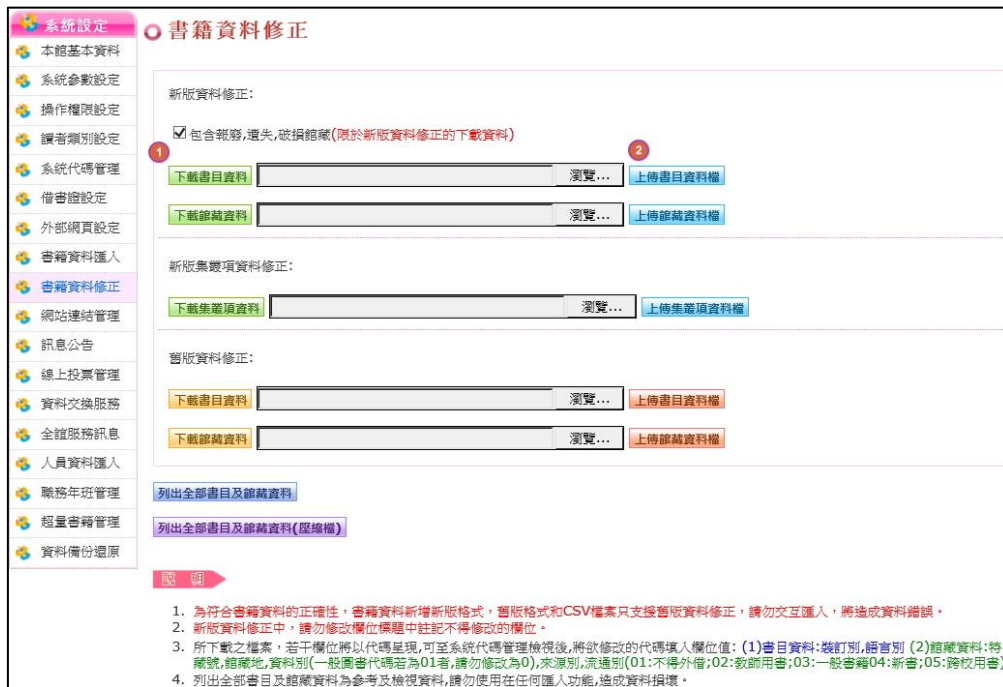 系統設定
本館基本資料
系統參數設定
操作權限設定
讀者類別設定
系統代碼管理
借書證設定
外部網頁設定
書籍資料匯入
書籍資料修正
網站連結管理
訊息公告
線上投票管理
資料交換服務
全誼服務訊息
人員資料匯入
職務年班管理
超量書籍管理
資料備份還原
書籍資料修正
新版資料修正:
包含報廢,遺失,破損館藏(限於新版資料修正的下載資料)
1 2
下載書目資料 瀏覽... 上傳書目資料檔
下載館藏資料 瀏覽... 上傳館藏資料檔
新版集叢項資料修正:
下載集叢項資料 瀏覽... 上傳集叢項資料檔
舊版資料修正:
下載書目資料 瀏覽... 上傳書目資料檔
下載館藏資料 瀏覽... 上傳館藏資料檔
列出全部書目及館藏資料
列出全部書目及館藏資料(壓縮檔)
說 明
1. 為符合書籍資料的正確性，書籍資料新增新版格式，舊版格式和CSV檔案只支援舊版資料修正，請勿交互匯入，將造成資料錯誤。
2. 新版資料修正中，請勿修改欄位標題中註記不得修改的欄位。
3. 所下載之檔案，若干欄位將以代碼呈現,可至系統代碼管理檢視後,將欲修改的代碼填入欄位值: (1)書目資料:裝訂別,語言別 (2)館藏資料:特
藏號,館藏地,資料別(一般圖書代碼若為01者,請勿修改為0),來源別,流通別(01:不得外借;02:教師用書;03:一般書籍04:新書;05:跨校用書)
4. 列出全部書目及館藏資料為參考及檢視資料,請勿使用在任何匯入功能,造成資料損壞。